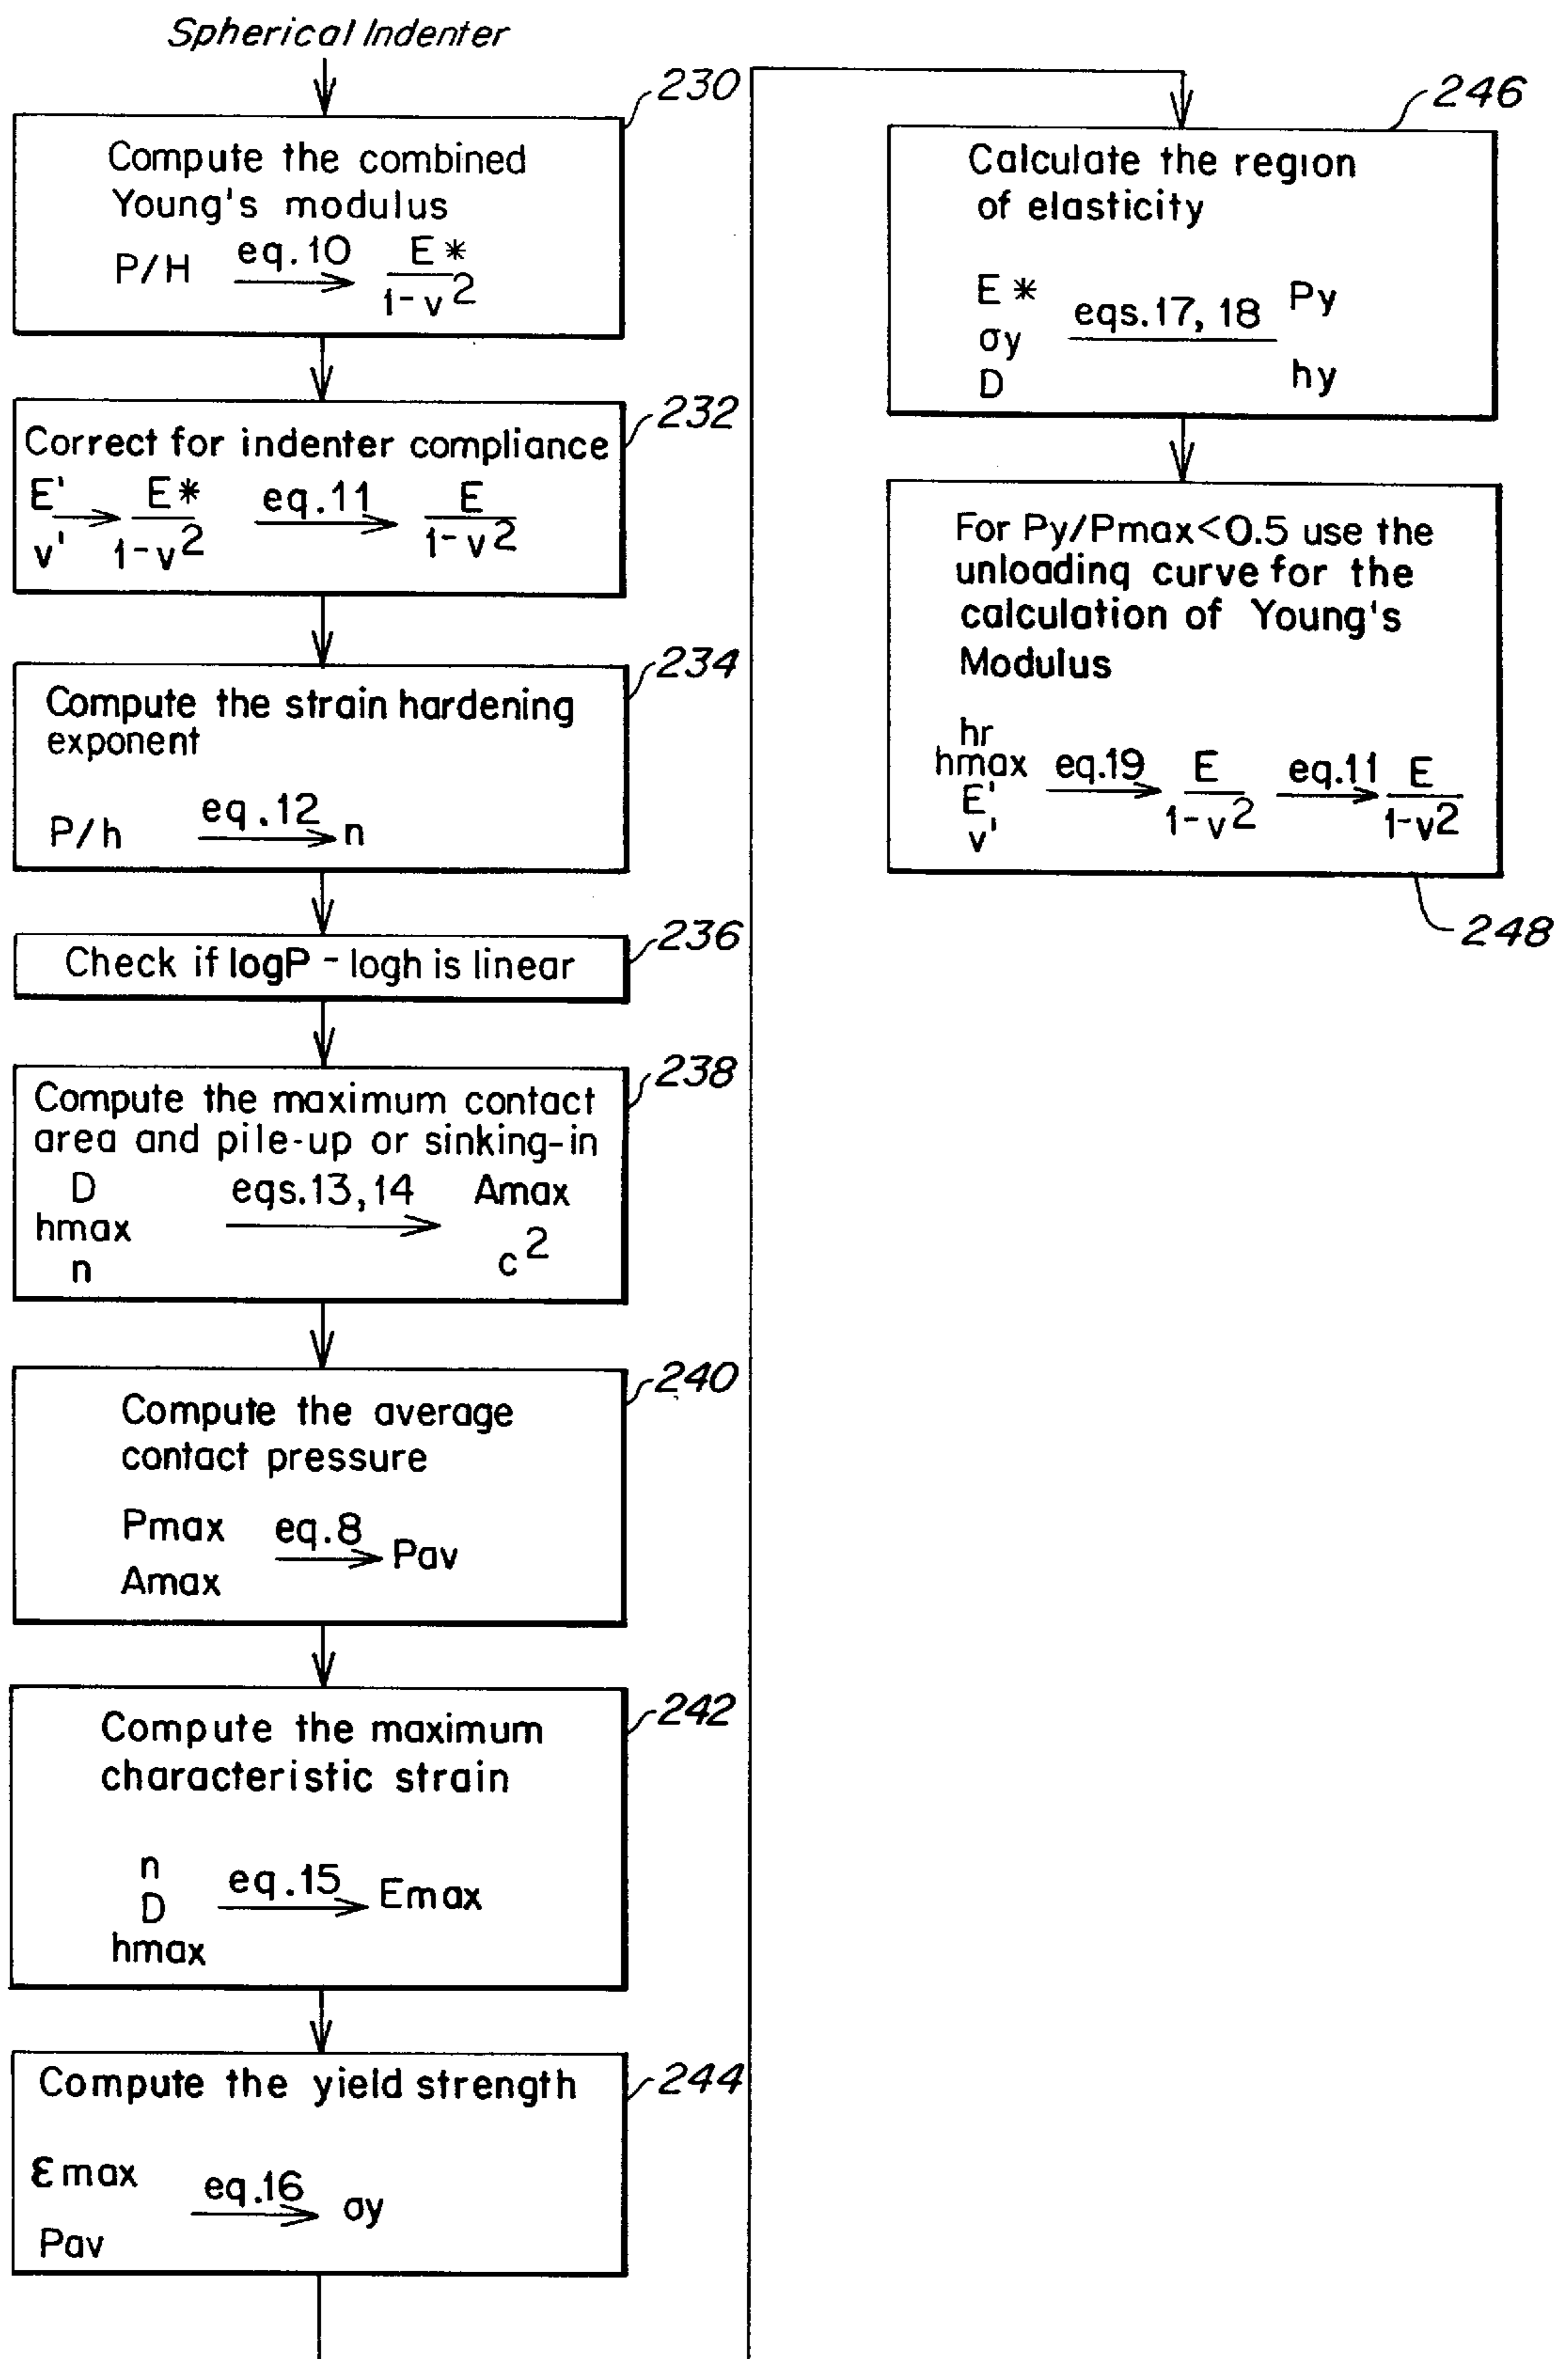 Spherical Indenter
230
Compute the combined
Young's modulus
P/H eq.10 E*
1-v2
232
Correct for indenter compliance
E' E* eq.11 E
v' 1-v2 1-v2
234
Compute the strain hardening
exponent
eq.12
P/h n
236
Check if logP - logh is linear
238
Compute the maximum contact
area and pile-up or sinking-in
D eqs.13,14 Amax
hmax
n c2
240
Compute the average
contact pressure
Pmax eq.8 Pav
Amax
242
Compute the maximum
characteristic strain
n
D eq.15 Emax
hmax
244
Compute the yield strength
εmax
eq.16 σy
Pav
246
Calculate the region
of elasticity
E* Py
σy eqs.17, 18
D hy
For Py/Pmax<0.5 use the
unloading curve for the
calculation of Young's
Modulus
hr
hmax eq.19 E eq.11 E
E' 1-v2 1-v2
v'
248